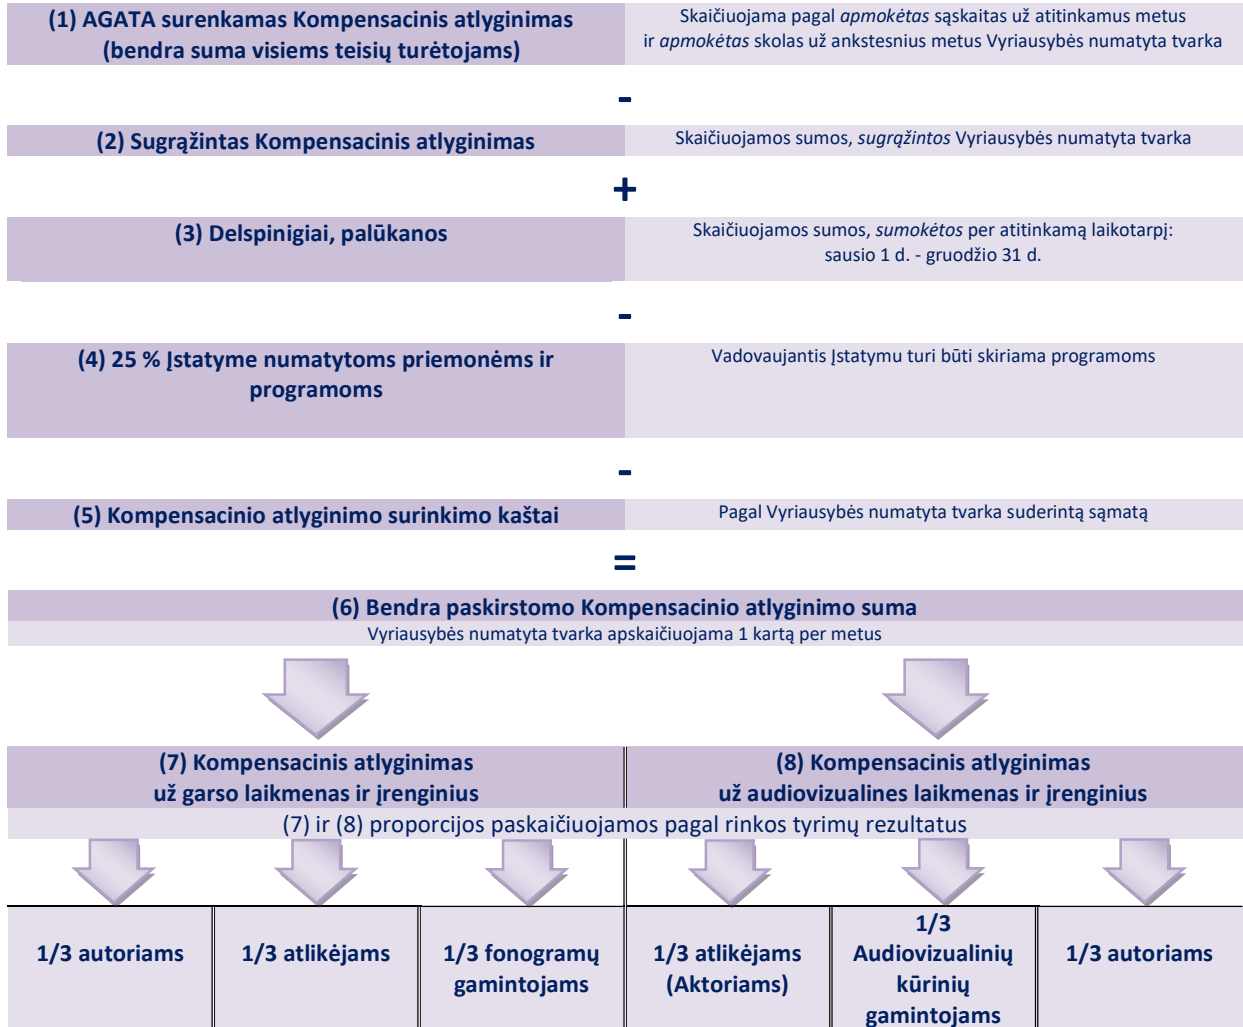 (1) AGATA surenkamas Kompensacinis atlyginimas
(bendra suma visiems teisių turėtojams)
Skaičiuojama pagal apmokėtas sąskaitas už atitinkamus metus
ir apmokėtas skolas už ankstesnius metus Vyriausybės numatyta tvarka
-
(2) Sugrąžintas Kompensacinis atlyginimas
Skaičiuojamos sumos, sugrąžintos Vyriausybės numatyta tvarka
+
(3) Delspinigiai, palūkanos
Skaičiuojamos sumos, sumokėtos per atitinkamą laikotarpį:
sausio 1 d. - gruodžio 31 d.
-
(4) 25 % Įstatyme numatytoms priemonėms ir
programoms
Vadovaujantis Įstatymu turi būti skiriama programoms
-
(5) Kompensacinio atlyginimo surinkimo kaštai
Pagal Vyriausybės numatyta tvarka suderintą sąmatą
=
(6) Bendra paskirstomo Kompensacinio atlyginimo suma
Vyriausybės numatyta tvarka apskaičiuojama 1 kartą per metus
(7) Kompensacinis atlyginimas
už garso laikmenas ir įrenginius
(8) Kompensacinis atlyginimas
už audiovizualines laikmenas ir įrenginius
(7) ir (8) proporcijos paskaičiuojamos pagal rinkos tyrimų rezultatus
1/3 autoriams
1/3 atlikėjams
1/3 fonogramų
gamintojams
1/3 atlikėjams
(Aktoriams)
1/3
Audiovizualinių
kūrinių
gamintojams
1/3 autoriams